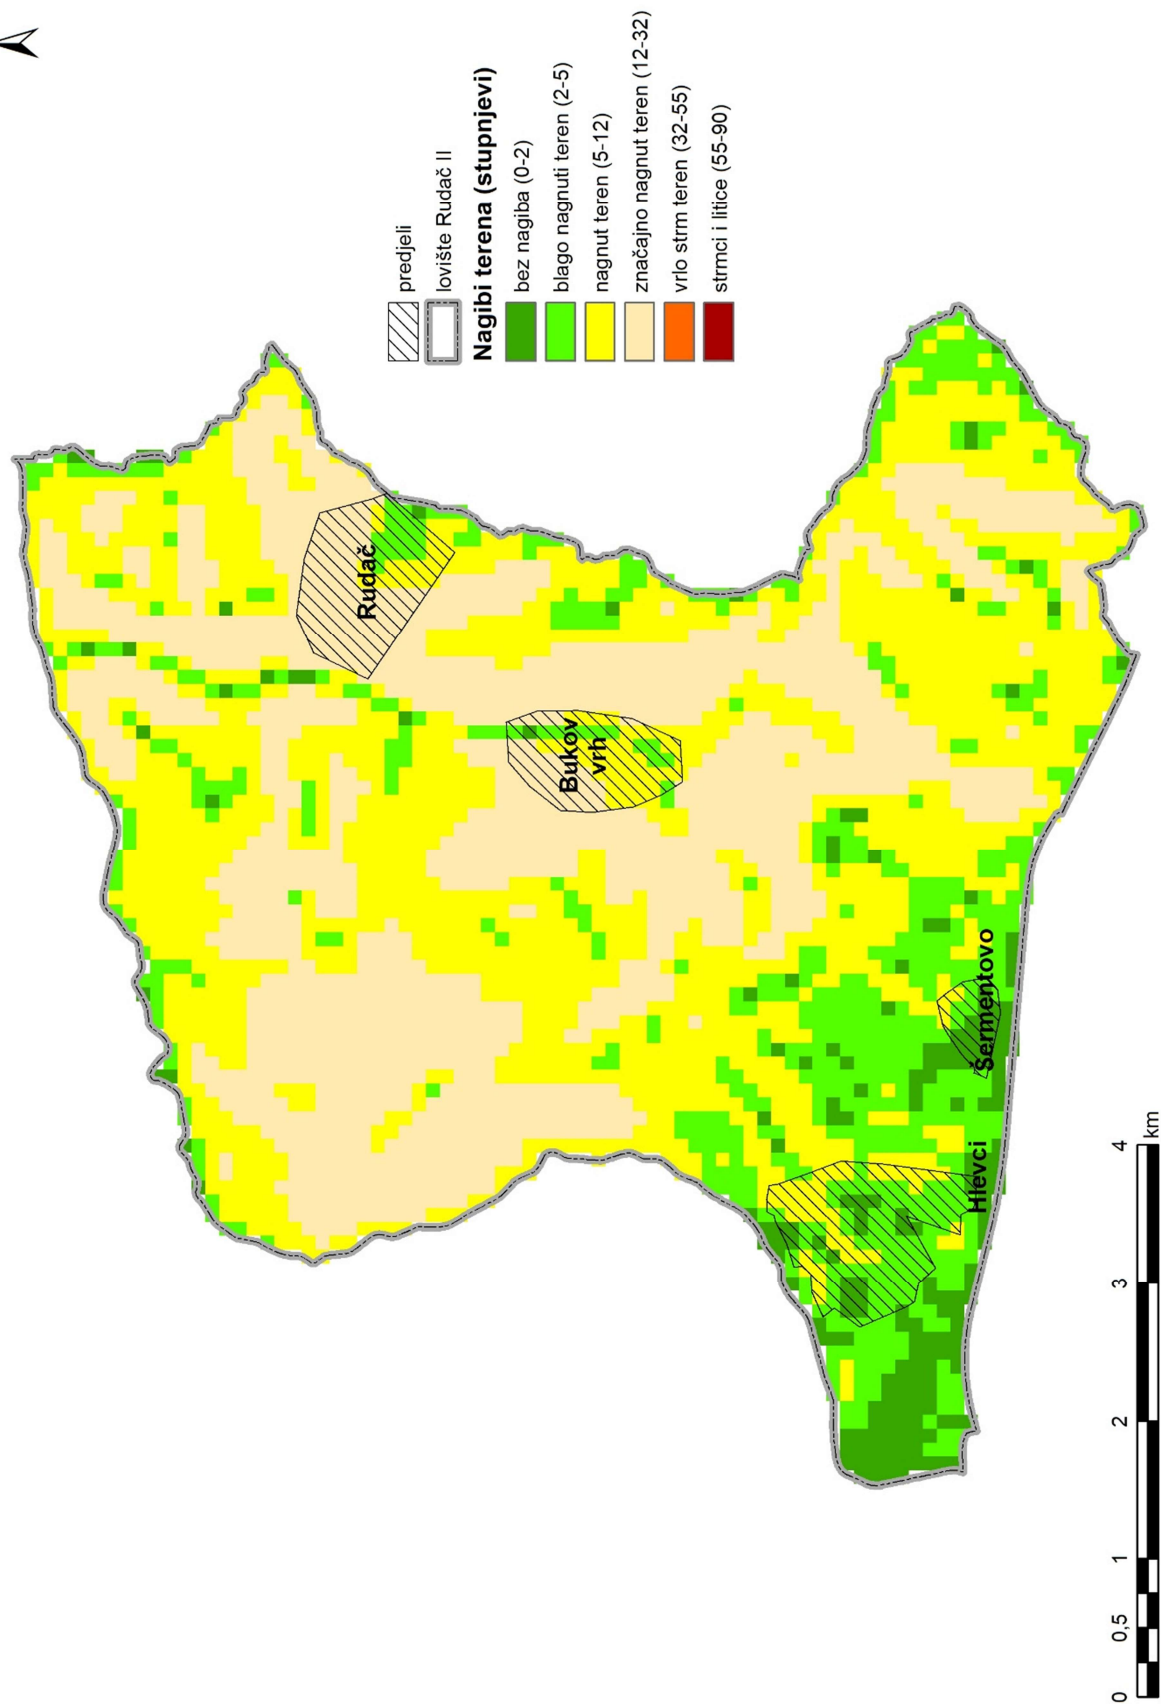 predjeli
lovište Rudač II
Nagibi terena (stupnjevi)
bez nagiba (0-2)
blago nagnuti teren (2-5)
nagnut teren (5-12)
značajno nagnut teren (12-32)
vrlo strm teren (32-55)
strmci i litice (55-90)
Rudač
Bukov
vrh
Šermentovo
Hlevci
0 0,5 1 2 3 4
km